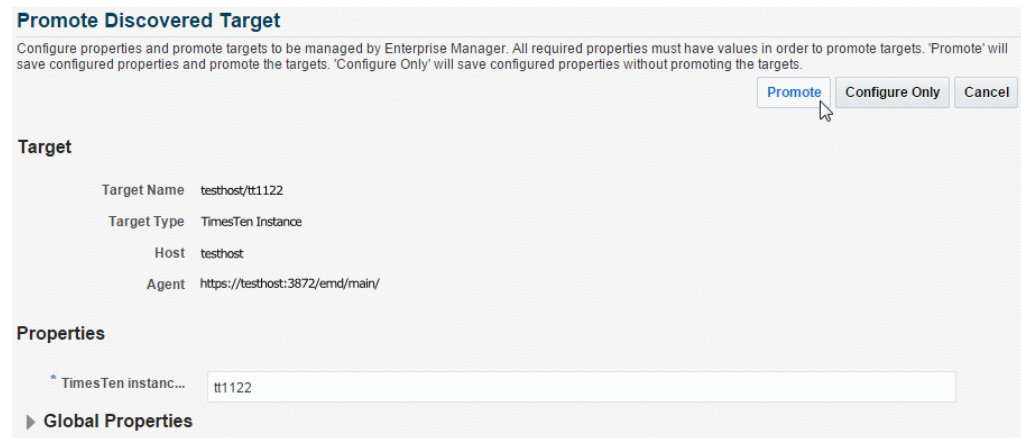 Promote Discovered Target
Configure properties and promote targets to be managed by Enterprise Manager. All required properties must have values in order to promote targets. 'Promote' will
save configured properties and promote the targets. 'Configure Only' will save configured properties without promoting the targets.
Promote Configure Only Cancel
Target
Target Name testhost/tt1122
Target Type TimesTen Instance
Host testhost
Agent https://testhost:3872/emd/main/
Properties
* TimesTen instanc... tt1122
Global Properties